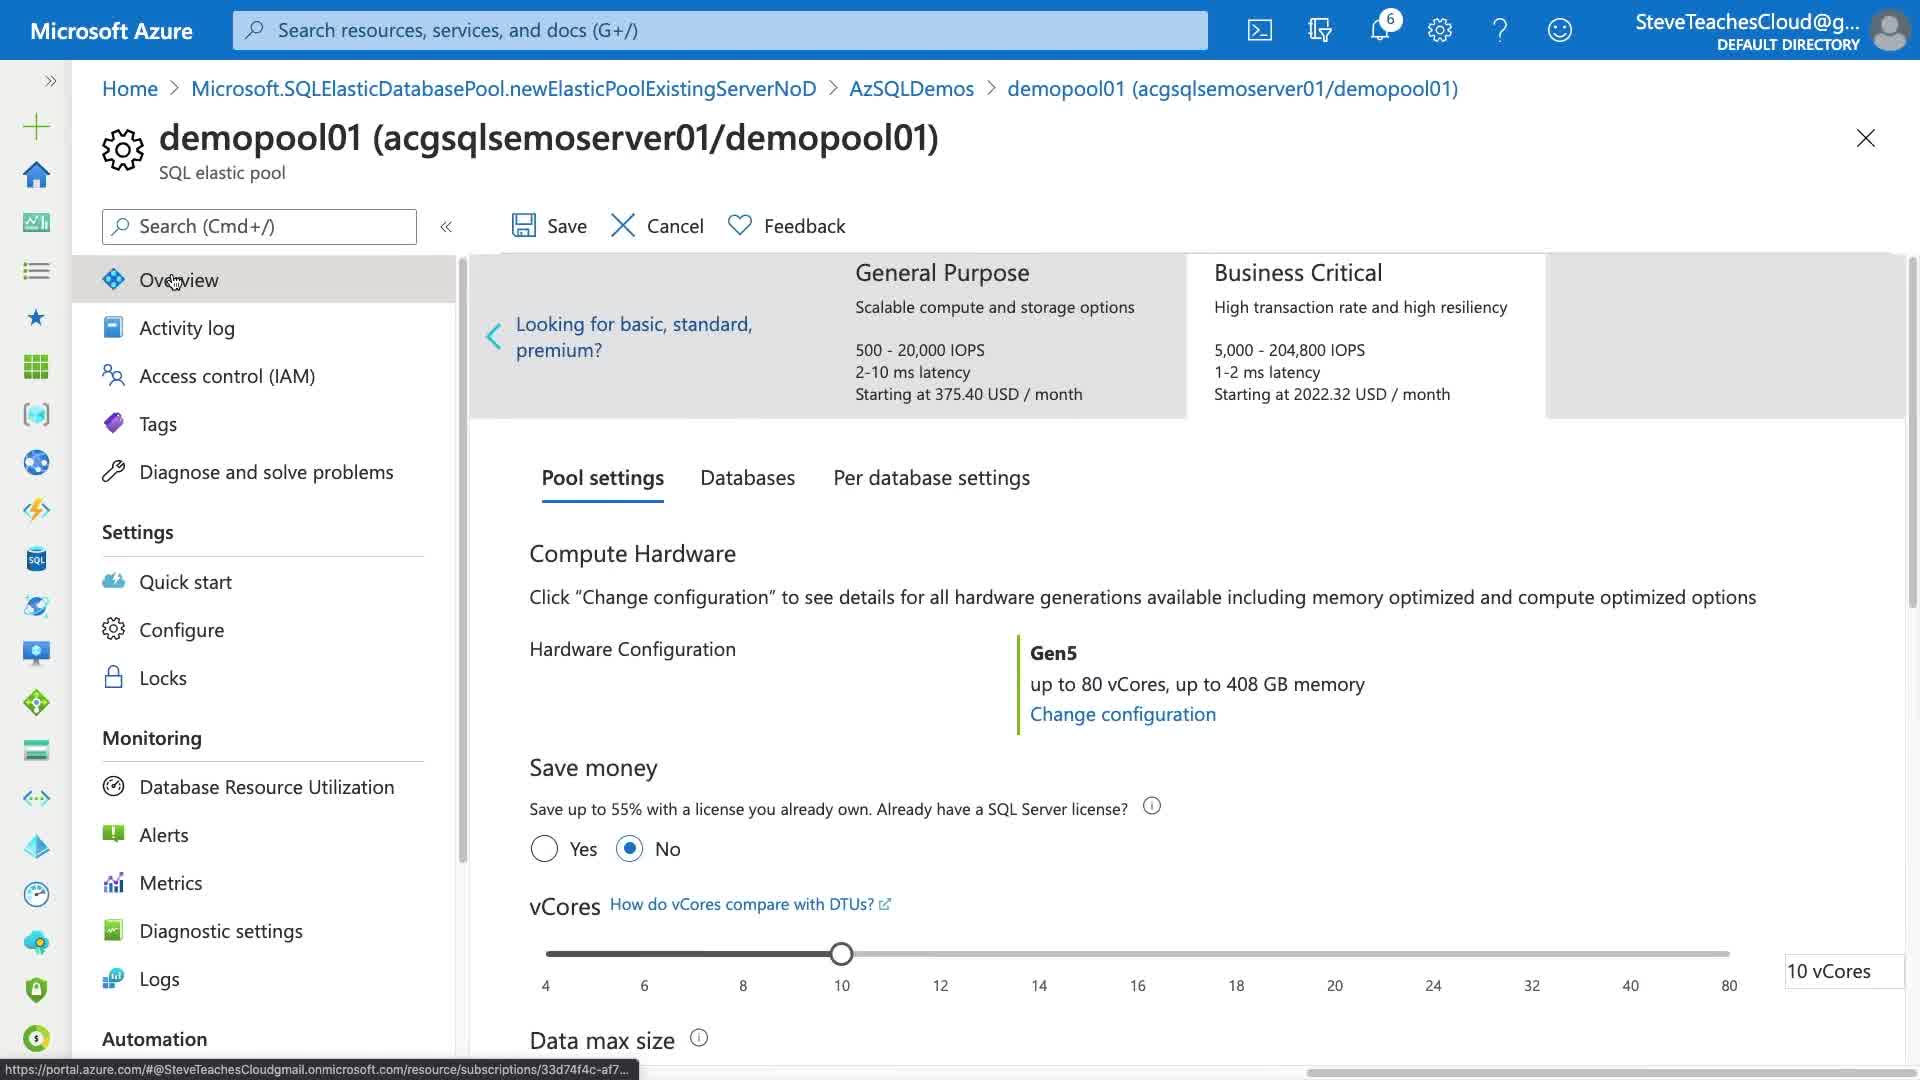 Microsoft Azure
Search resources, services, and docs (G+/)
6
SteveTeachesCloud@g...
DEFAULT DIRECTORY
Home > Microsoft.SQLElasticDatabasePool.newElasticPoolExistingServerNoD > AzSQLDemos > demopool01 (acgsqlsemoserver01/demopool01)
demopool01 (acgsqlsemoserver01/demopool01)
SQL elastic pool
Search (Cmd+/)
Save
Cancel
Feedback
Overview
Activity log
Access control (IAM)
Tags
Diagnose and solve problems
Settings
Quick start
Configure
Locks
Monitoring
Database Resource Utilization
Alerts
Metrics
Diagnostic settings
Logs
Automation
Looking for basic, standard,
premium?
General Purpose
Scalable compute and storage options
500 - 20,000 IOPS
2-10 ms latency
Starting at 375.40 USD / month
Business Critical
High transaction rate and high resiliency
5,000 - 204,800 IOPS
1-2 ms latency
Starting at 2022.32 USD / month
Pool settings
Databases
Per database settings
Compute Hardware
Click “Change configuration” to see details for all hardware generations available including memory optimized and compute optimized options
Hardware Configuration
Gen5
up to 80 vCores, up to 408 GB memory
Change configuration
Save money
Save up to 55% with a license you already own. Already have a SQL Server license?
Yes
No
vCores
How do vCores compare with DTUs?
4 6 8 10 12 14 16 18 20 24 32 40 80
10 vCores
Data max size
SQL
https://portal.azure.com/#@SteveTeachesCloudgmail.onmicrosoft.com/resource/subscriptions/33d74f4c-af7...